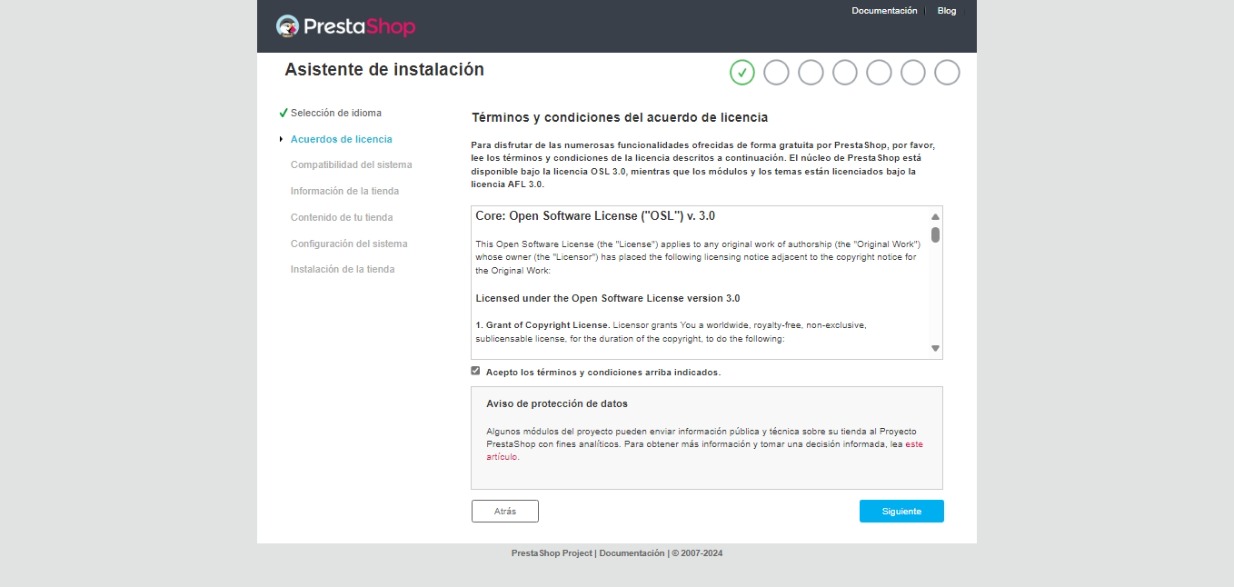 PrestaShop
Documentación
Blog
Asistente de instalación
Selección de idioma
Acuerdos de licencia
Compatibilidad del sistema
Información de la tienda
Contenido de tu tienda
Configuración del sistema
Instalación de la tienda
Términos y condiciones del acuerdo de licencia
Para disfrutar de las numerosas funcionalidades ofrecidas de forma gratuita por PrestaShop, por favor,
lee los términos y condiciones de la licencia descritos a continuación. El núcleo de PrestaShop está
disponible bajo la licencia OSL 3.0, mientras que los módulos y los temas están licenciados bajo la
licencia AFL 3.0.
Core: Open Software License ("OSL") v. 3.0
This Open Software License (the "License") applies to any original work of authorship (the "Original Work")
whose owner (the "Licensor") has placed the following licensing notice adjacent to the copyright notice for
the Original Work:
Licensed under the Open Software License version 3.0
1. Grant of Copyright License. Licensor grants You a worldwide, royalty-free, non-exclusive,
sublicensable license, for the duration of the copyright, to do the following:
Acepto los términos y condiciones arriba indicados.
Aviso de protección de datos
Algunos módulos del proyecto pueden enviar información pública y técnica sobre su tienda al Proyecto
PrestaShop con fines analíticos. Para obtener más información y tomar una decisión informada, lea este
artículo.
Atrás
Siguiente
PrestaShop Project | Documentación | © 2007-2024